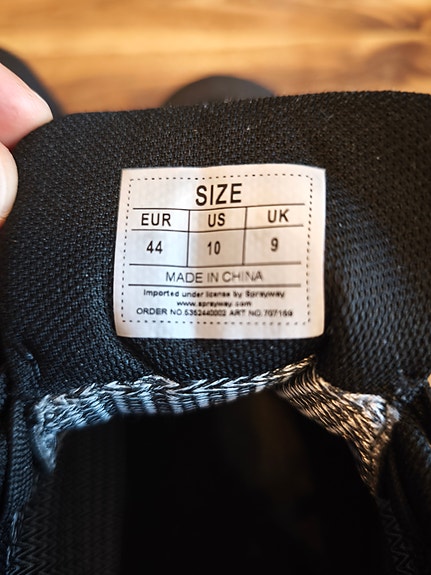 SIZE
EUR US UK
44 10 9
MADE IN CHINA
Imported under license by Sprayway
www.sprayway.com
ORDER NO.5352440002 ART NO.707169